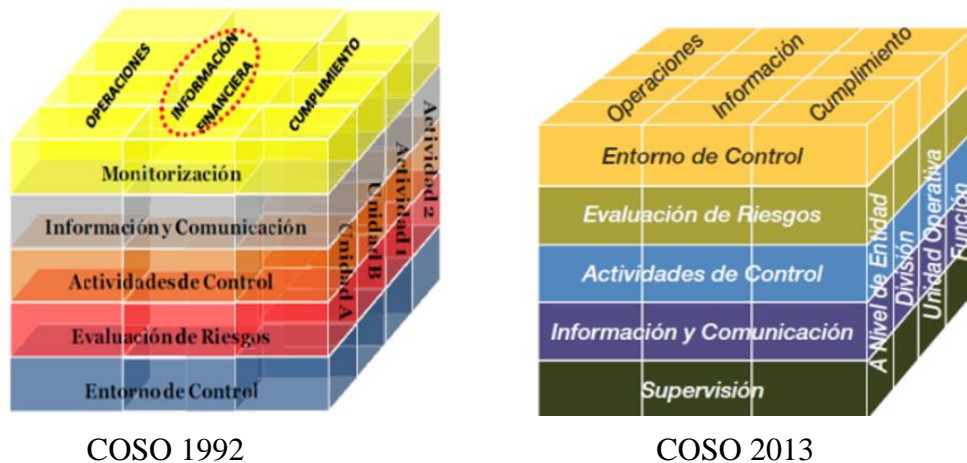 OPERACIONES
INFORMACIÓN
FINANCIERA
CUMPLIMIENTO
Monitorización
Información y Comunicación
Actividades de Control
Evaluación de Riesgos
Entorno de Control
Unidad A
Unidad B
Actividad 1
Actividad 2
COSO 1992
Operaciones
Información
Cumplimiento
Entorno de Control
Evaluación de Riesgos
Actividades de Control
Información y Comunicación
Supervisión
A Nivel de Entidad
División
Unidad Operativa
Función
COSO 2013